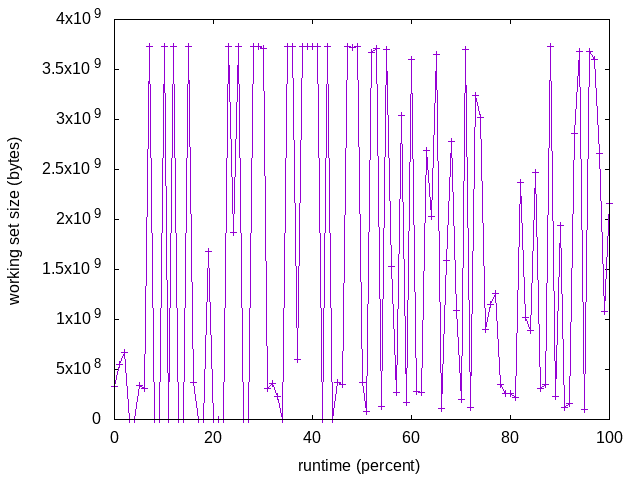 4x10^9
3.5x10^9
3x10^9
2.5x10^9
2x10^9
1.5x10^9
1x10^9
5x10^8
0
working set size (bytes)
0 20 40 60 80 100
runtime (percent)